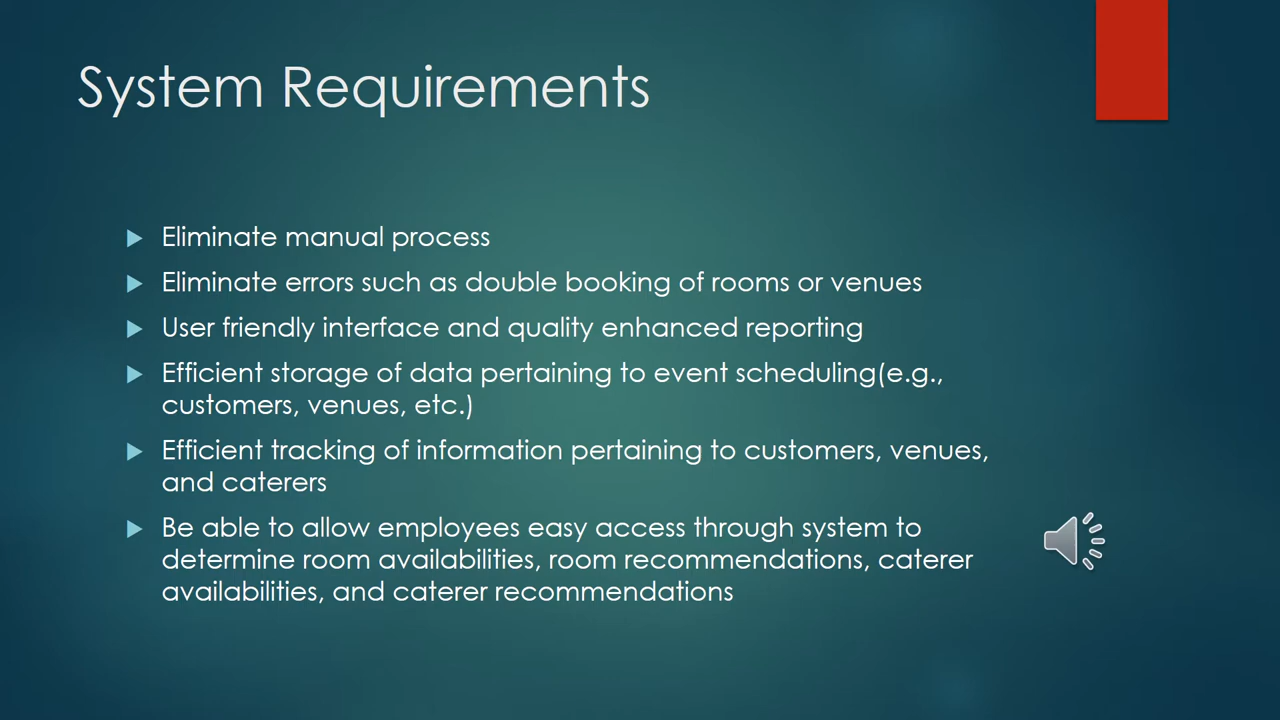 System Requirements
Eliminate manual process
Eliminate errors such as double booking of rooms or venues
User friendly interface and quality enhanced reporting
Efficient storage of data pertaining to event scheduling(e.g.,
customers, venues, etc.)
Efficient tracking of information pertaining to customers, venues,
and caterers
Be able to allow employees easy access through system to
determine room availabilities, room recommendations, caterer
availabilities, and caterer recommendations